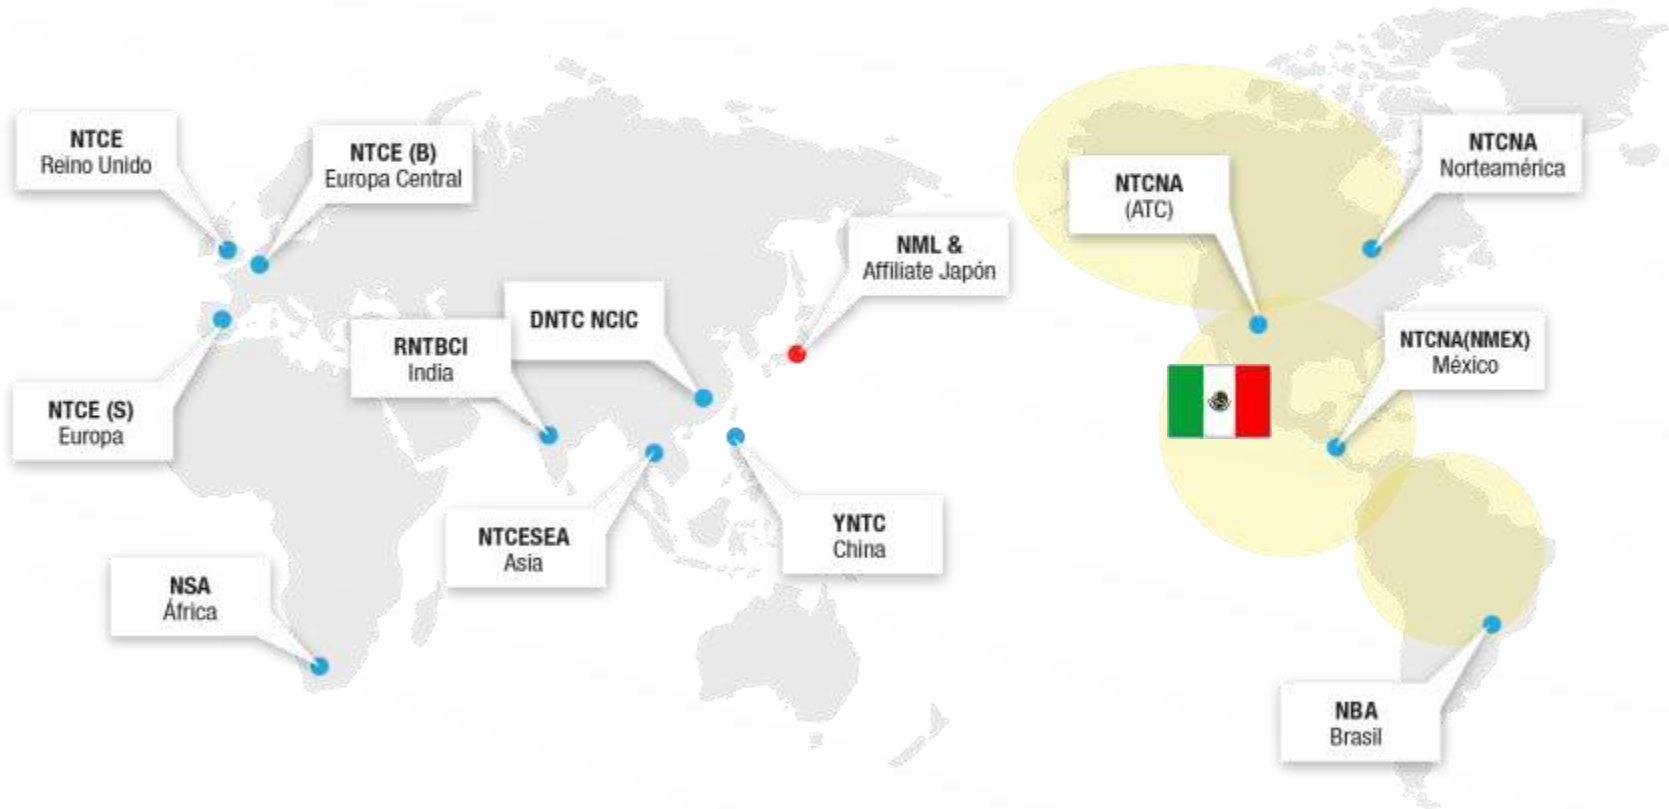 NTCE
Reino Unido
NTCE (B)
Europa Central
NTCNA
Norteamérica
NTCNA
(ATC)
NML &
Affiliate Japón
DNTC NCIC
RNTBCI
India
NTCNA(NMEX)
México
NTCE (S)
Europa
NTCESEA
Asia
YNTC
China
NSA
África
NBA
Brasil